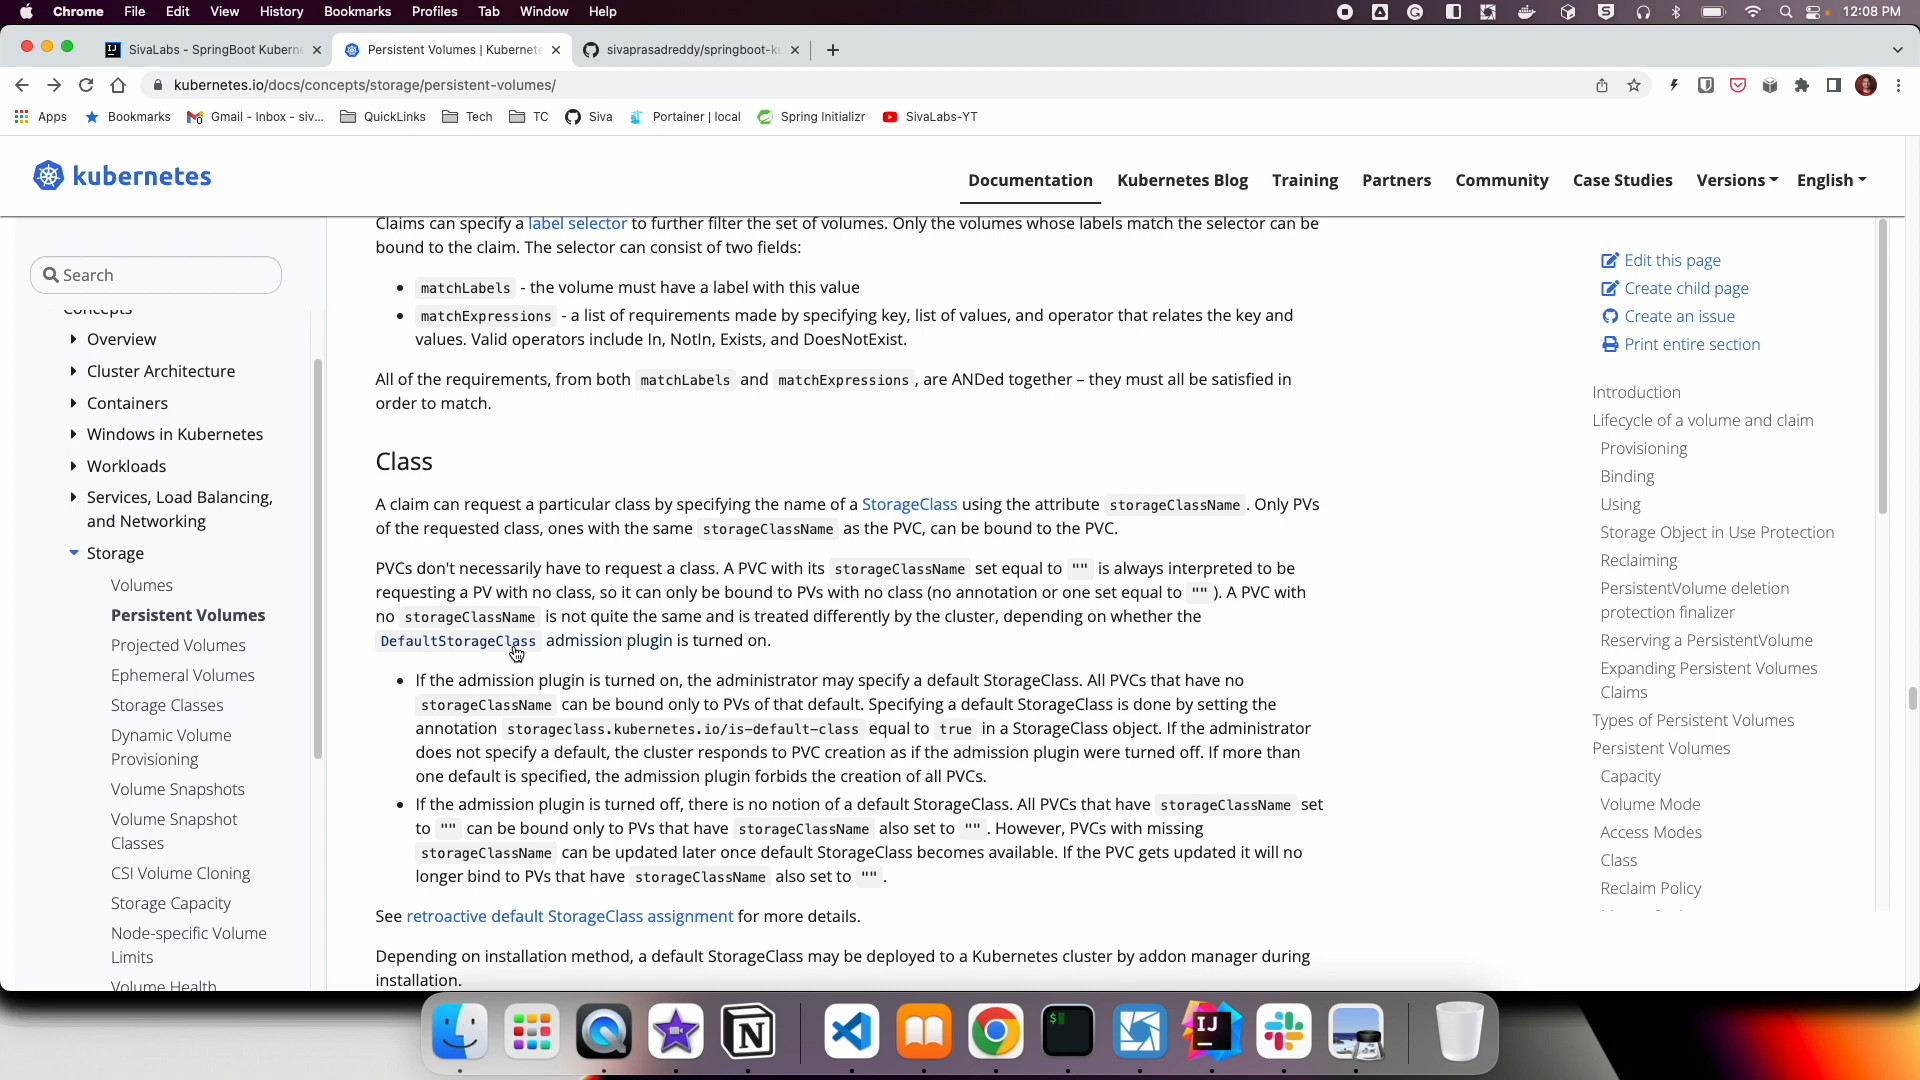 Chrome File Edit View History Bookmarks Profiles Tab Window Help 12:08 PM
SivaLabs - SpringBoot Kuberne
Persistent Volumes | Kubernete
sivaprasadreddy/springboot-ku
kubernetes.io/docs/concepts/storage/persistent-volumes/
Apps Bookmarks Gmail - Inbox - siv... QuickLinks Tech TC Siva Portainer | local Spring Initializr SivaLabs-YT
kubernetes
Documentation Kubernetes Blog Training Partners Community Case Studies Versions English
Search
Concepts
Overview
Cluster Architecture
Containers
Windows in Kubernetes
Workloads
Services, Load Balancing,
and Networking
Storage
Volumes
Persistent Volumes
Projected Volumes
Ephemeral Volumes
Storage Classes
Dynamic Volume
Provisioning
Volume Snapshots
Volume Snapshot
Classes
CSI Volume Cloning
Storage Capacity
Node-specific Volume
Limits
Volume Health
Claims can specify a label selector to further filter the set of volumes. Only the volumes whose labels match the selector can be
bound to the claim. The selector can consist of two fields:
matchLabels - the volume must have a label with this value
matchExpressions - a list of requirements made by specifying key, list of values, and operator that relates the key and
values. Valid operators include In, NotIn, Exists, and DoesNotExist.
All of the requirements, from both matchLabels and matchExpressions , are ANDed together – they must all be satisfied in
order to match.
Class
A claim can request a particular class by specifying the name of a StorageClass using the attribute storageClassName . Only PVs
of the requested class, ones with the same storageClassName as the PVC, can be bound to the PVC.
PVCs don't necessarily have to request a class. A PVC with its storageClassName set equal to "" is always interpreted to be
requesting a PV with no class, so it can only be bound to PVs with no class (no annotation or one set equal to "" ). A PVC with
no storageClassName is not quite the same and is treated differently by the cluster, depending on whether the
DefaultStorageClass admission plugin is turned on.
If the admission plugin is turned on, the administrator may specify a default StorageClass. All PVCs that have no
storageClassName can be bound only to PVs of that default. Specifying a default StorageClass is done by setting the
annotation storageclass.kubernetes.io/is-default-class equal to true in a StorageClass object. If the administrator
does not specify a default, the cluster responds to PVC creation as if the admission plugin were turned off. If more than
one default is specified, the admission plugin forbids the creation of all PVCs.
If the admission plugin is turned off, there is no notion of a default StorageClass. All PVCs that have storageClassName set
to "" can be bound only to PVs that have storageClassName also set to "" . However, PVCs with missing
storageClassName can be updated later once default StorageClass becomes available. If the PVC gets updated it will no
longer bind to PVs that have storageClassName also set to "" .
See retroactive default StorageClass assignment for more details.
Depending on installation method, a default StorageClass may be deployed to a Kubernetes cluster by addon manager during
installation.
Edit this page
Create child page
Create an issue
Print entire section
Introduction
Lifecycle of a volume and claim
Provisioning
Binding
Using
Storage Object in Use Protection
Reclaiming
PersistentVolume deletion
protection finalizer
Reserving a PersistentVolume
Expanding Persistent Volumes
Claims
Types of Persistent Volumes
Persistent Volumes
Capacity
Volume Mode
Access Modes
Class
Reclaim Policy